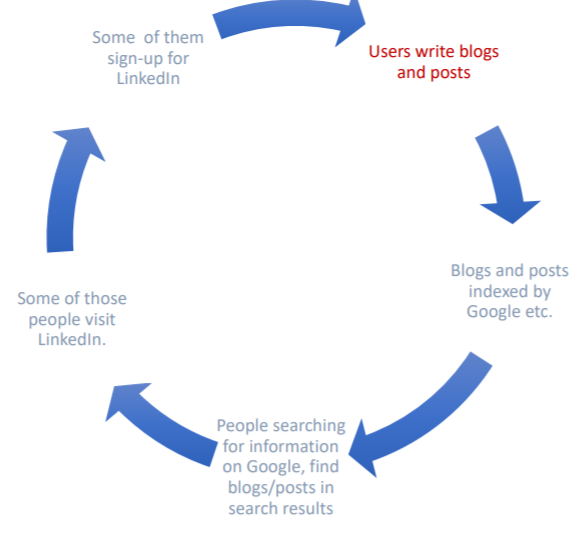 Some of them
sign-up for
LinkedIn
Users write blogs
and posts
Blogs and posts
indexed by
Google etc.
People searching
for information
on Google, find
blogs/posts in
search results
Some of those
people visit
LinkedIn.